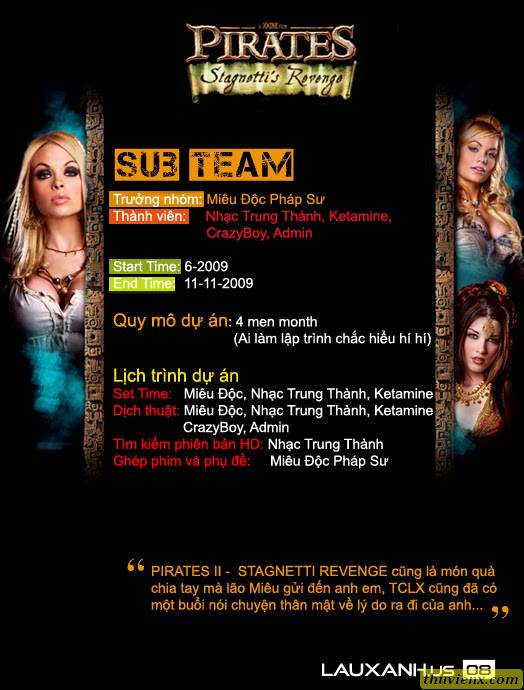 A JOONE FILM
PIRATES
Stagnetti's Revenge
SUB TEAM
Trưởng nhóm: Miêu Độc Pháp Sư
Thành viên: Nhạc Trung Thành, Ketamine,
CrazyBoy, Admin
Start Time: 6-2009
End Time: 11-11-2009
Quy mô dự án: 4 men month
(Ai làm lập trình chắc hiểu hí hí)
Lịch trình dự án
Set Time: Miêu Độc, Nhạc Trung Thành, Ketamine
Dịch thuật: Miêu Độc, Nhạc Trung Thành, Ketamine
CrazyBoy, Admin
Tìm kiếm phiên bản HD: Nhạc Trung Thành
Ghép phim và phụ đề: Miêu Độc Pháp Sư
“ PIRATES II - STAGNETTI REVENGE cũng là món quà
chia tay mà lão Miêu gửi đến anh em, TCLX cũng đã có
một buổi nói chuyện thân mật về lý do ra đi của anh... ”
LAUXANH.US 08
thuvienx.com